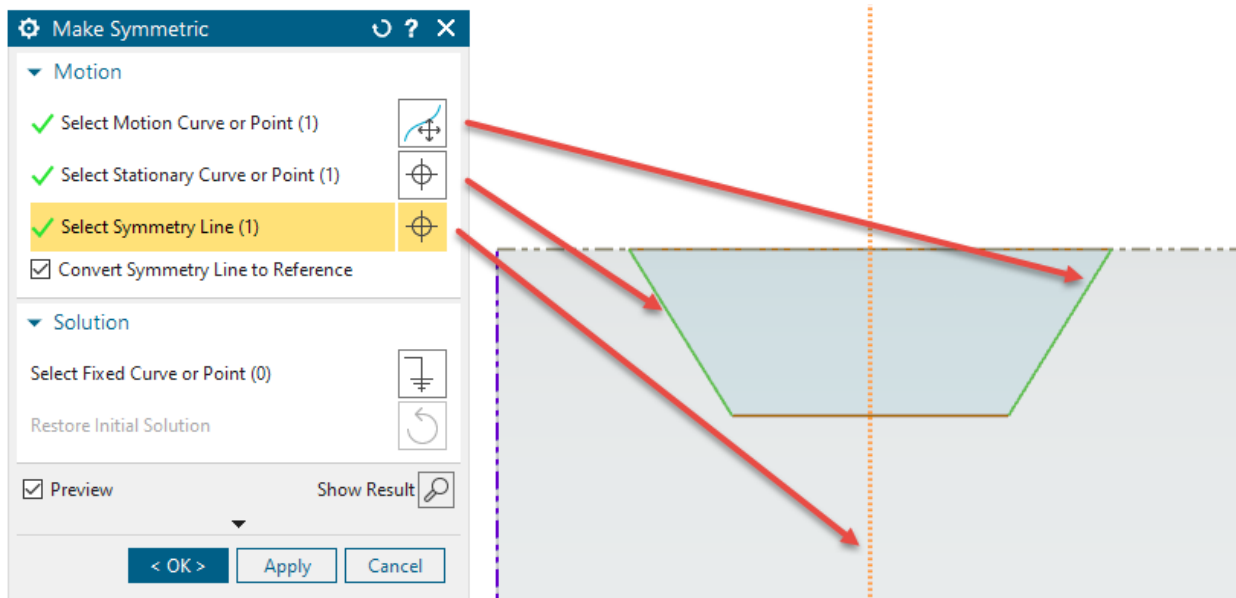 Make Symmetric
Motion
Select Motion Curve or Point (1)
Select Stationary Curve or Point (1)
Select Symmetry Line (1)
Convert Symmetry Line to Reference
Solution
Select Fixed Curve or Point (0)
Restore Initial Solution
Preview Show Result
< OK > Apply Cancel